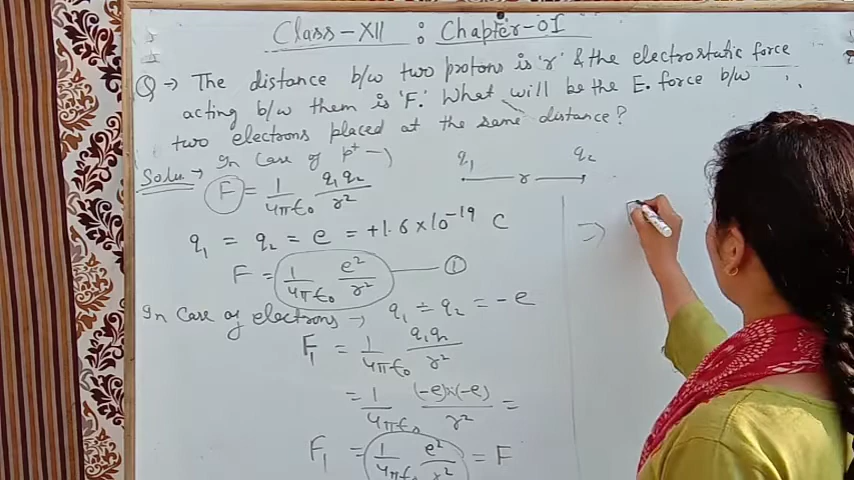 Class-XII : Chapter-01
Q → The distance b/w two protons is 'r' & the electrostatic force
acting b/w them is 'F.' What will be the E. force b/w
two electrons placed at the same distance?
Solu → In Case of p⁺ →
q₁ r q₂
F = 1/4πε₀ q₁q₂/r²
q₁ = q₂ = e = +1.6×10⁻¹⁹ C
⇒
F = 1/4πε₀ e²/r² — ①
In Case of electrons → q₁ = q₂ = -e
F₁ = 1/4πε₀ q₁q₂/r²
= 1/4πε₀ (-e)×(-e)/r² =
F₁ = 1/4πε₀ e²/r² = F